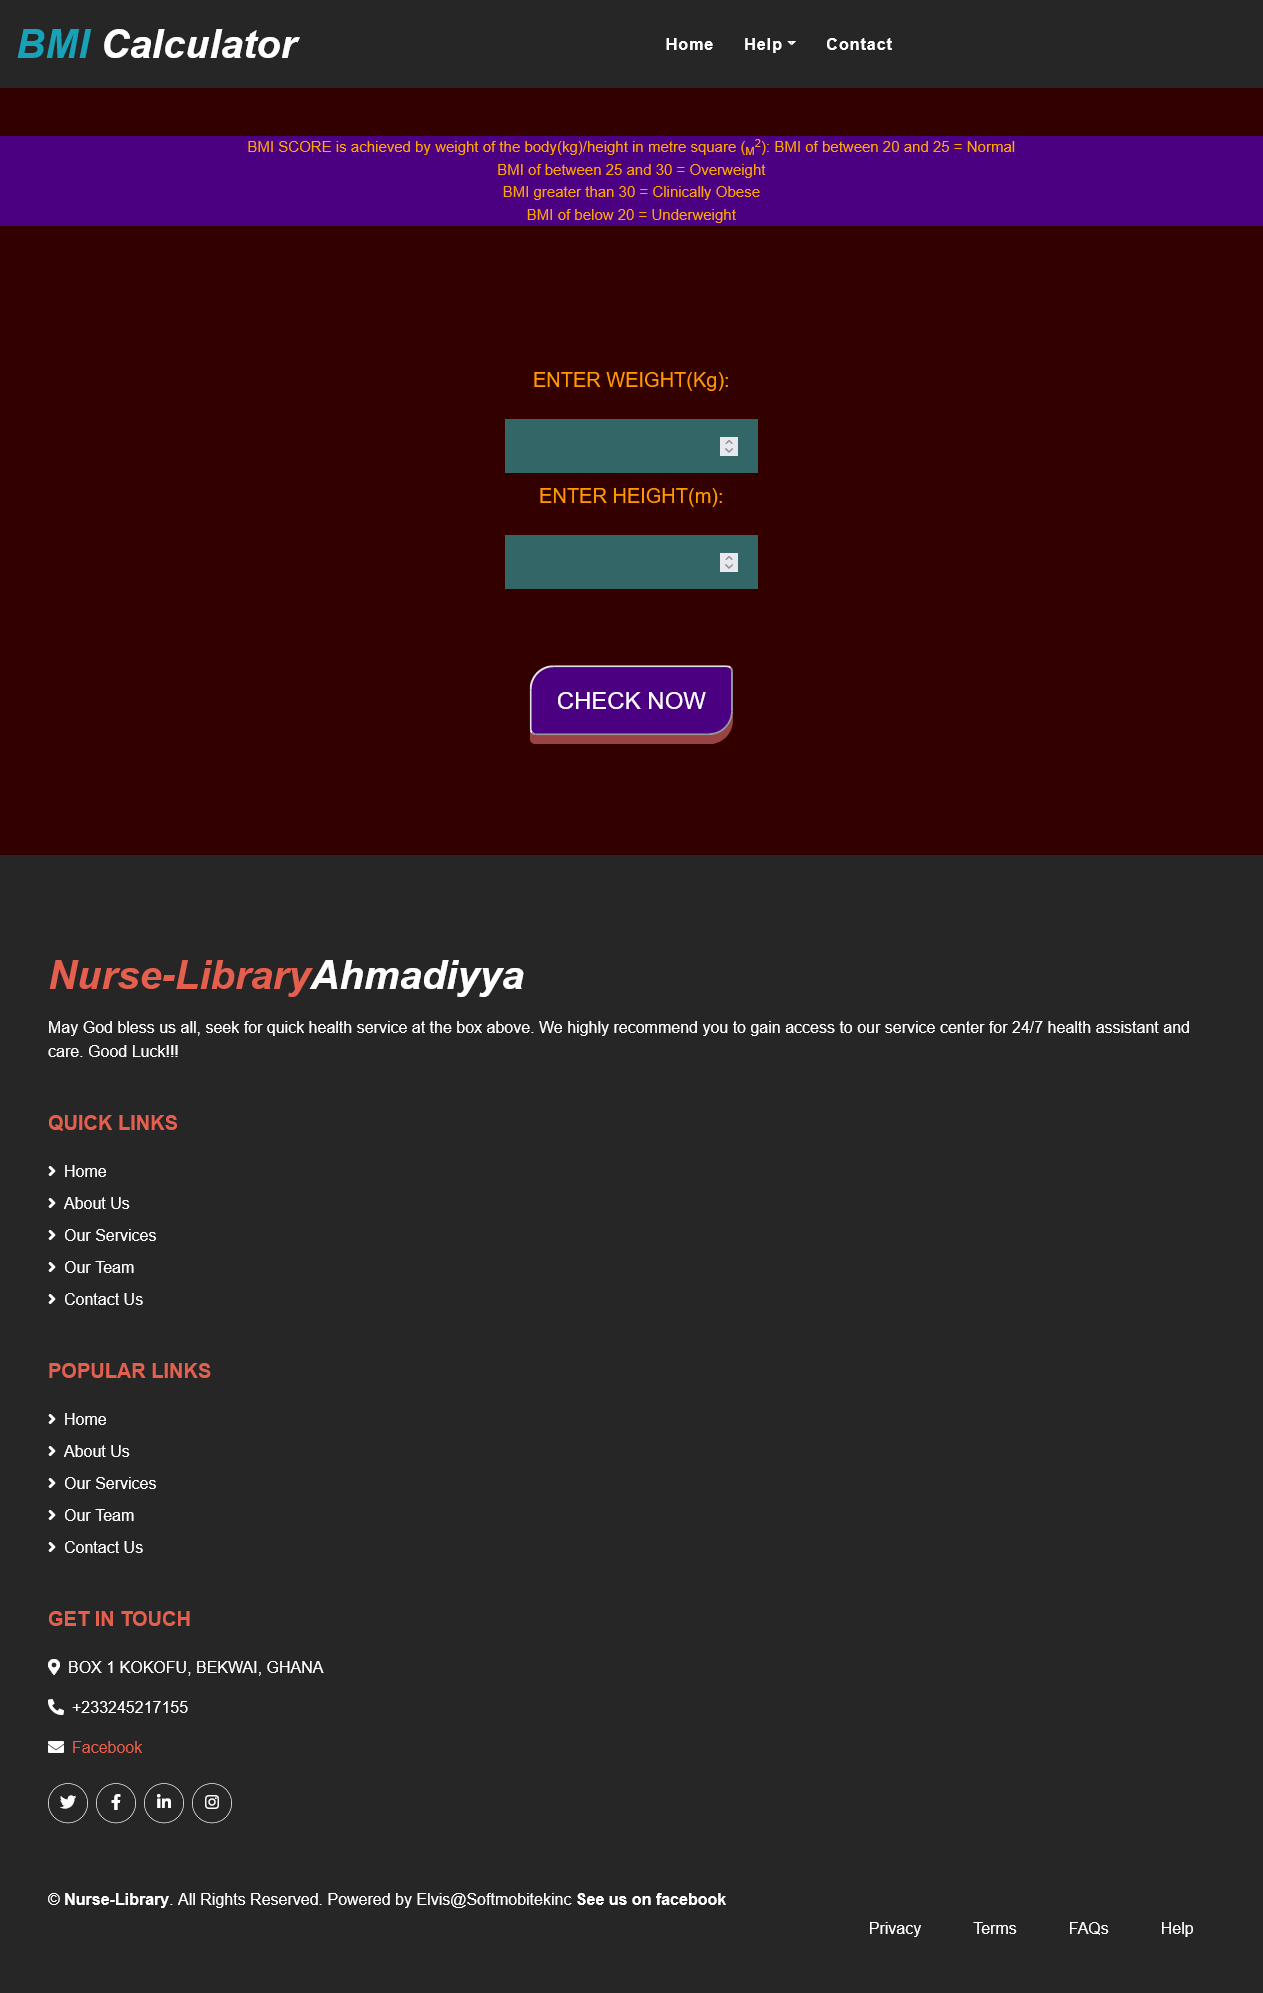 BMI Calculator
Home Help Contact
BMI SCORE is achieved by weight of the body(kg)/height in metre square (M2): BMI of between 20 and 25 = Normal
BMI of between 25 and 30 = Overweight
BMI greater than 30 = Clinically Obese
BMI of below 20 = Underweight
ENTER WEIGHT(Kg):
ENTER HEIGHT(m):
CHECK NOW
Nurse-LibraryAhmadiyya
May God bless us all, seek for quick health service at the box above. We highly recommend you to gain access to our service center for 24/7 health assistant and
care. Good Luck!!!
QUICK LINKS
Home
About Us
Our Services
Our Team
Contact Us
POPULAR LINKS
Home
About Us
Our Services
Our Team
Contact Us
GET IN TOUCH
BOX 1 KOKOFU, BEKWAI, GHANA
+233245217155
Facebook
© Nurse-Library. All Rights Reserved. Powered by Elvis@Softmobitekinc See us on facebook
Privacy Terms FAQs Help